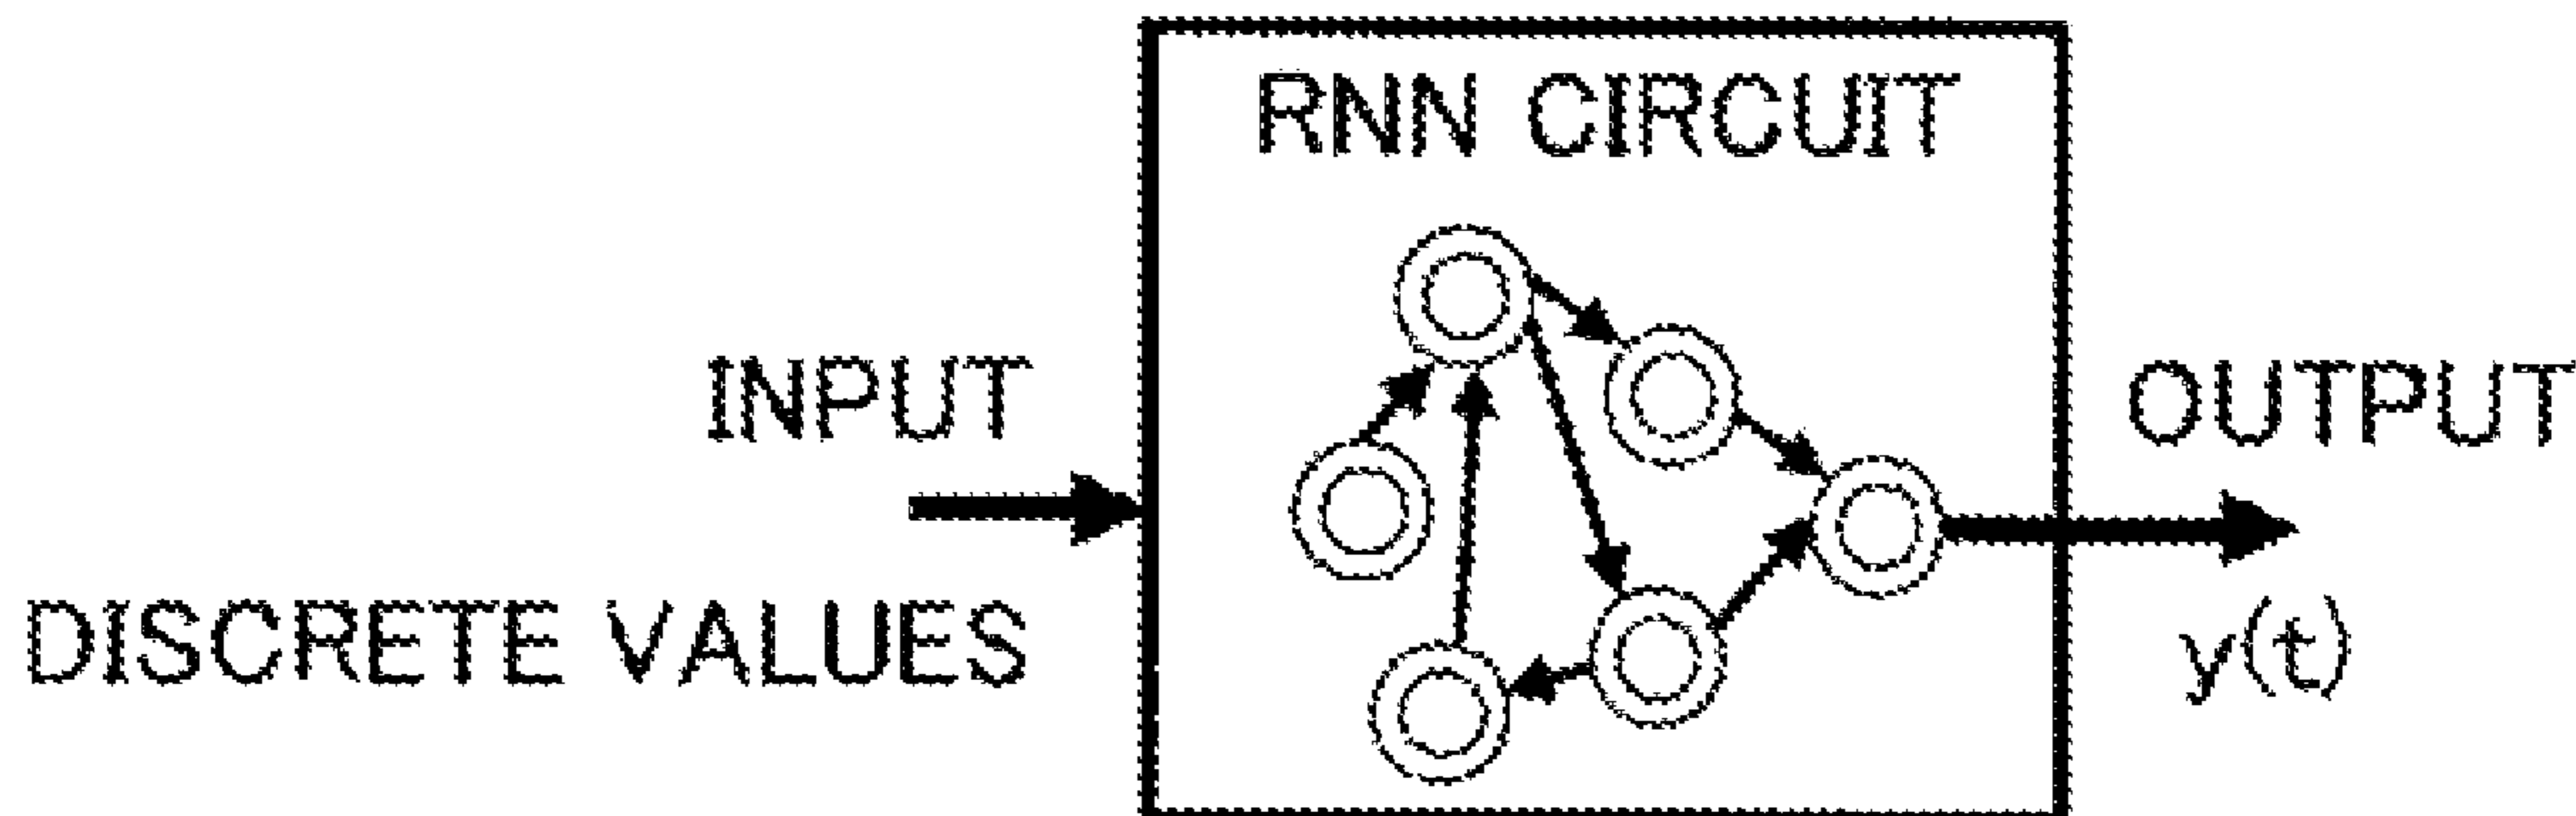 RNN CIRCUIT
INPUT
OUTPUT
DISCRETE VALUES
y(t)